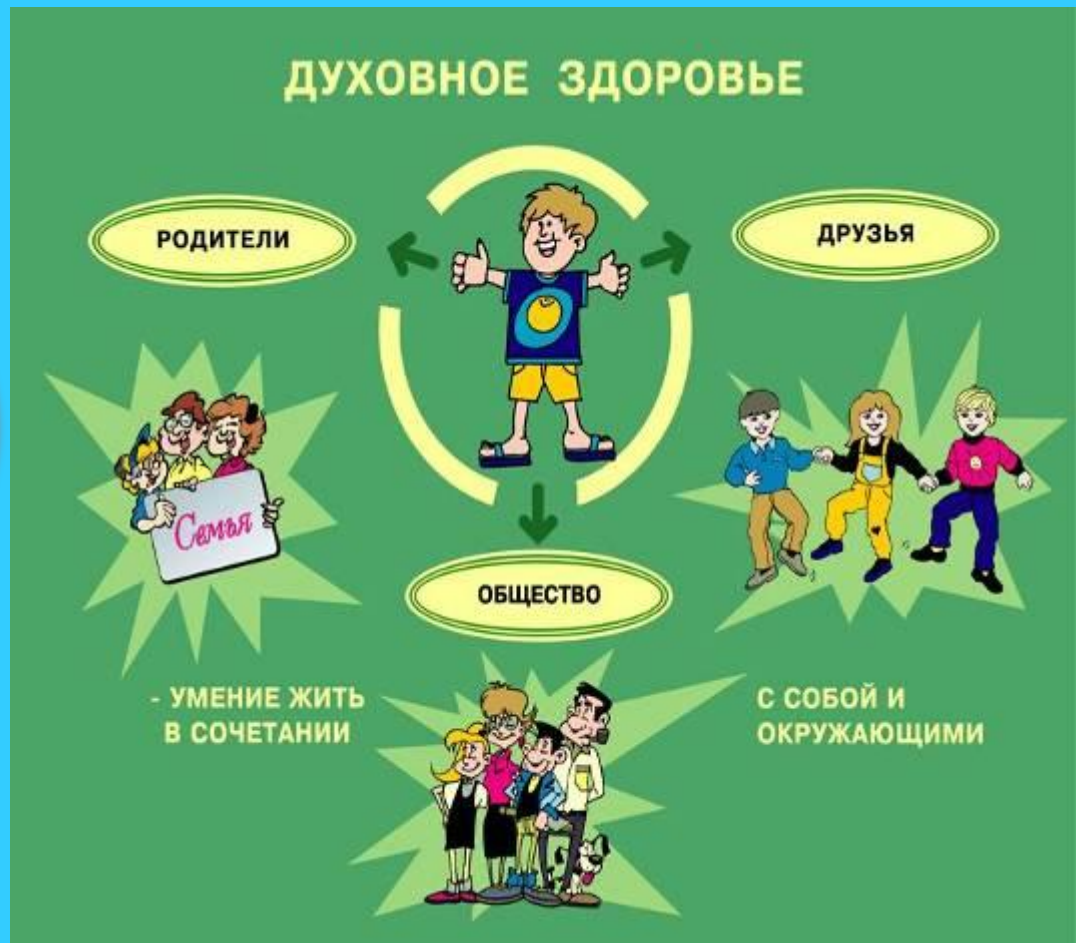 ДУХОВНОЕ ЗДОРОВЬЕ
РОДИТЕЛИ
ДРУЗЬЯ
Семья
ОБЩЕСТВО
- УМЕНИЕ ЖИТЬ
В СОЧЕТАНИИ
С СОБОЙ И
ОКРУЖАЮЩИМИ